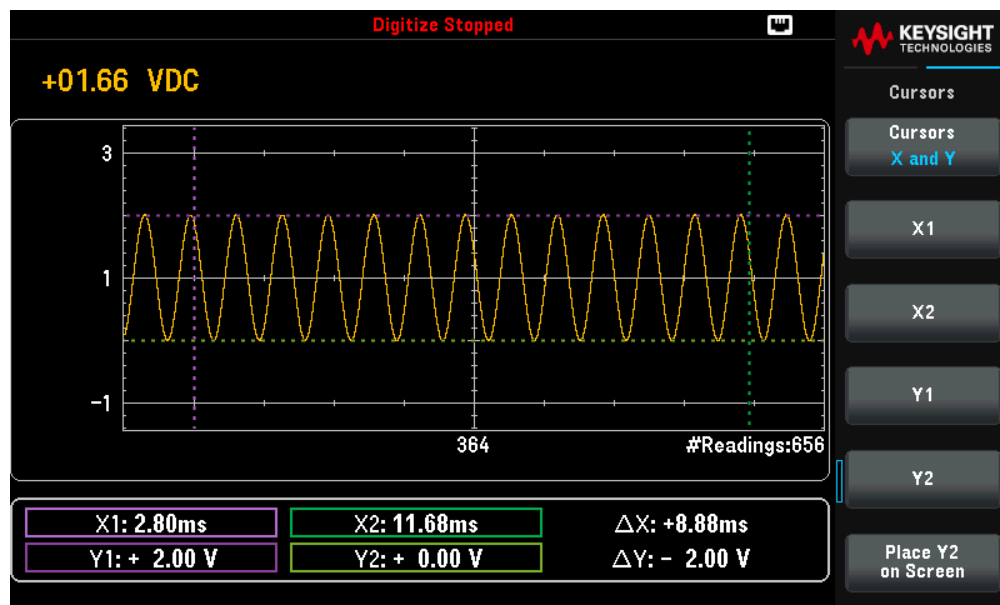 Digitize Stopped
KEYSIGHT
TECHNOLOGIES
+01.66 VDC
Cursors
Cursors
X and Y
3
X1
1
X2
Y1
-1
364
#Readings:656
Y2
X1: 2.80ms
X2: 11.68ms
△X: +8.88ms
Y1: + 2.00 V
Y2: + 0.00 V
△Y: - 2.00 V
Place Y2
on Screen